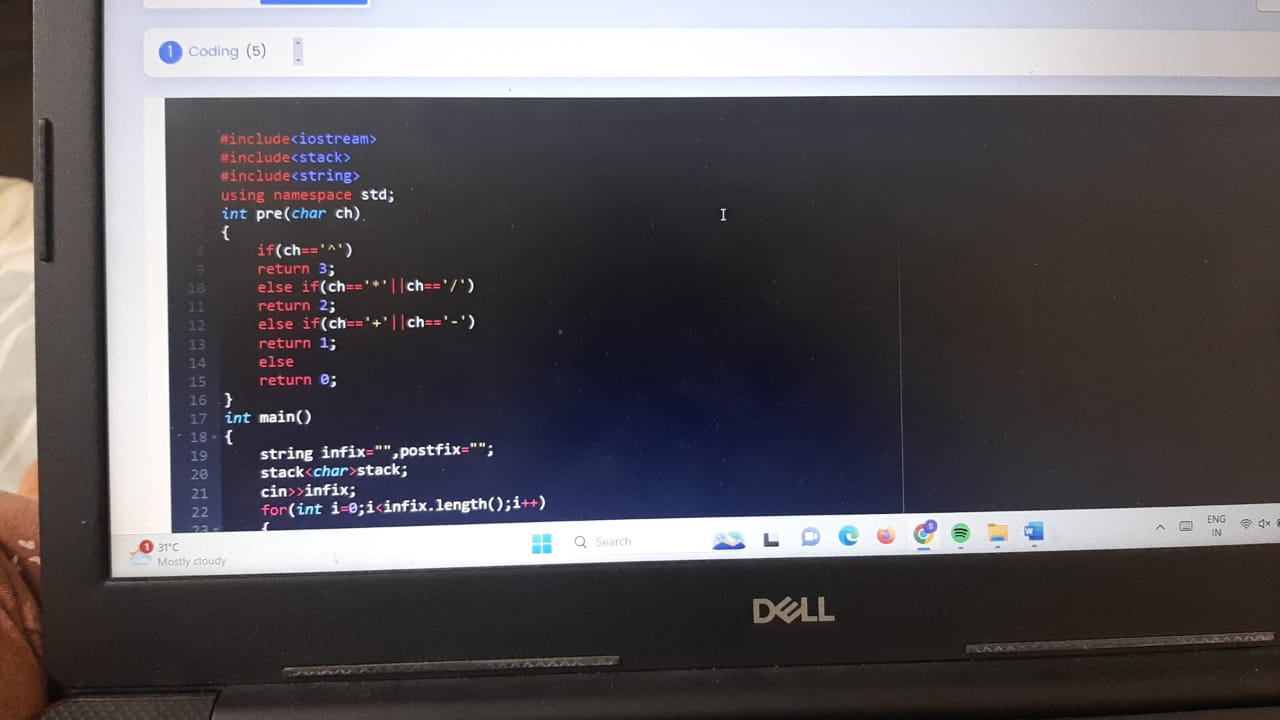 1 Coding (5)
#include<iostream>
#include<stack>
#include<string>
using namespace std;
int pre(char ch)
7 {
8 if(ch=='^')
9 return 3;
10 else if(ch=='*'||ch=='/')
11 return 2;
12 else if(ch=='+'||ch=='-')
13 return 1;
14 else
15 return 0;
16 }
17 int main()
18 {
19 string infix="",postfix="";
20 stack<char>stack;
21 cin>>infix;
22 for(int i=0;i<infix.length();i++)
23 {
1 31°C
Mostly cloudy
Search
S
W
ENG
IN
DELL